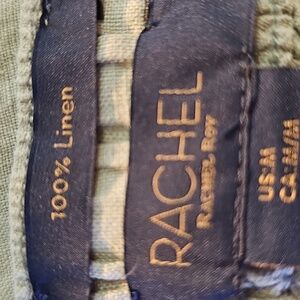 100% Linen
RACHEL
RACHEL ROY
US:M
CA:M/M